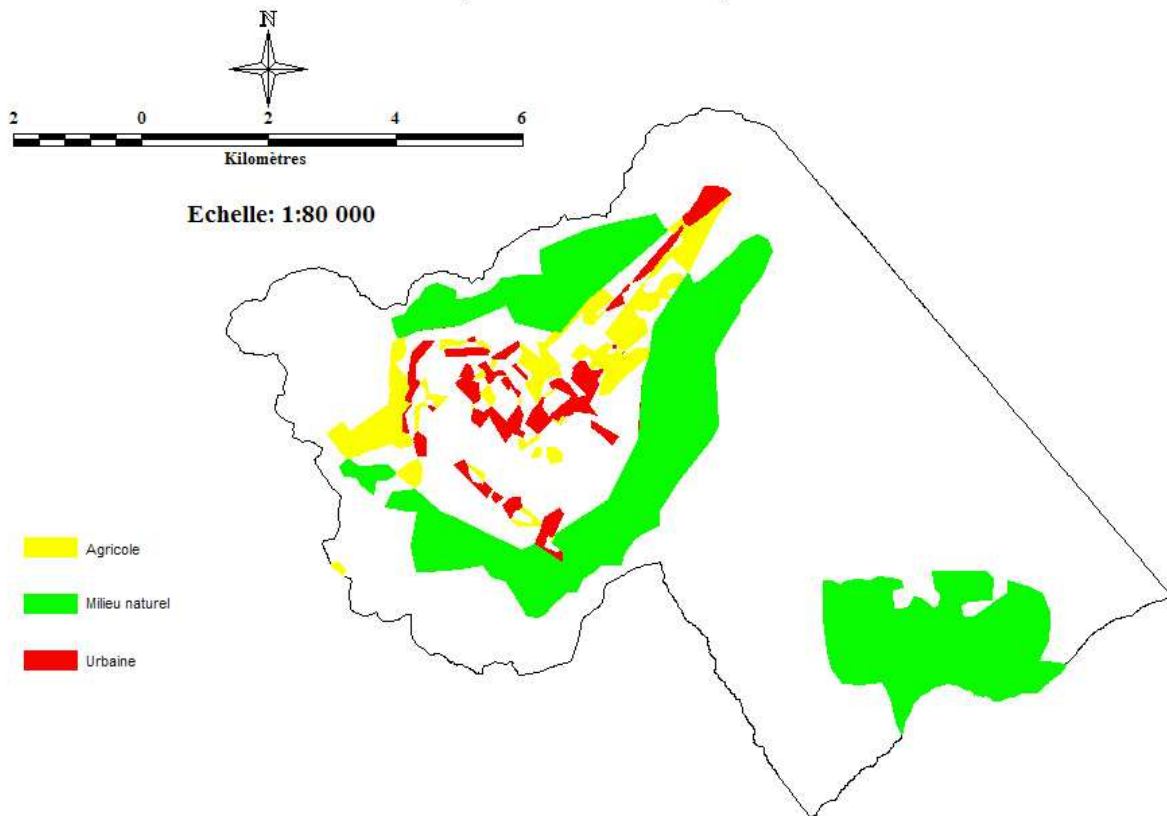 N
2 0 2 4 6
Kilomètres
Echelle: 1:80 000
Agricole
Milieu naturel
Urbaine